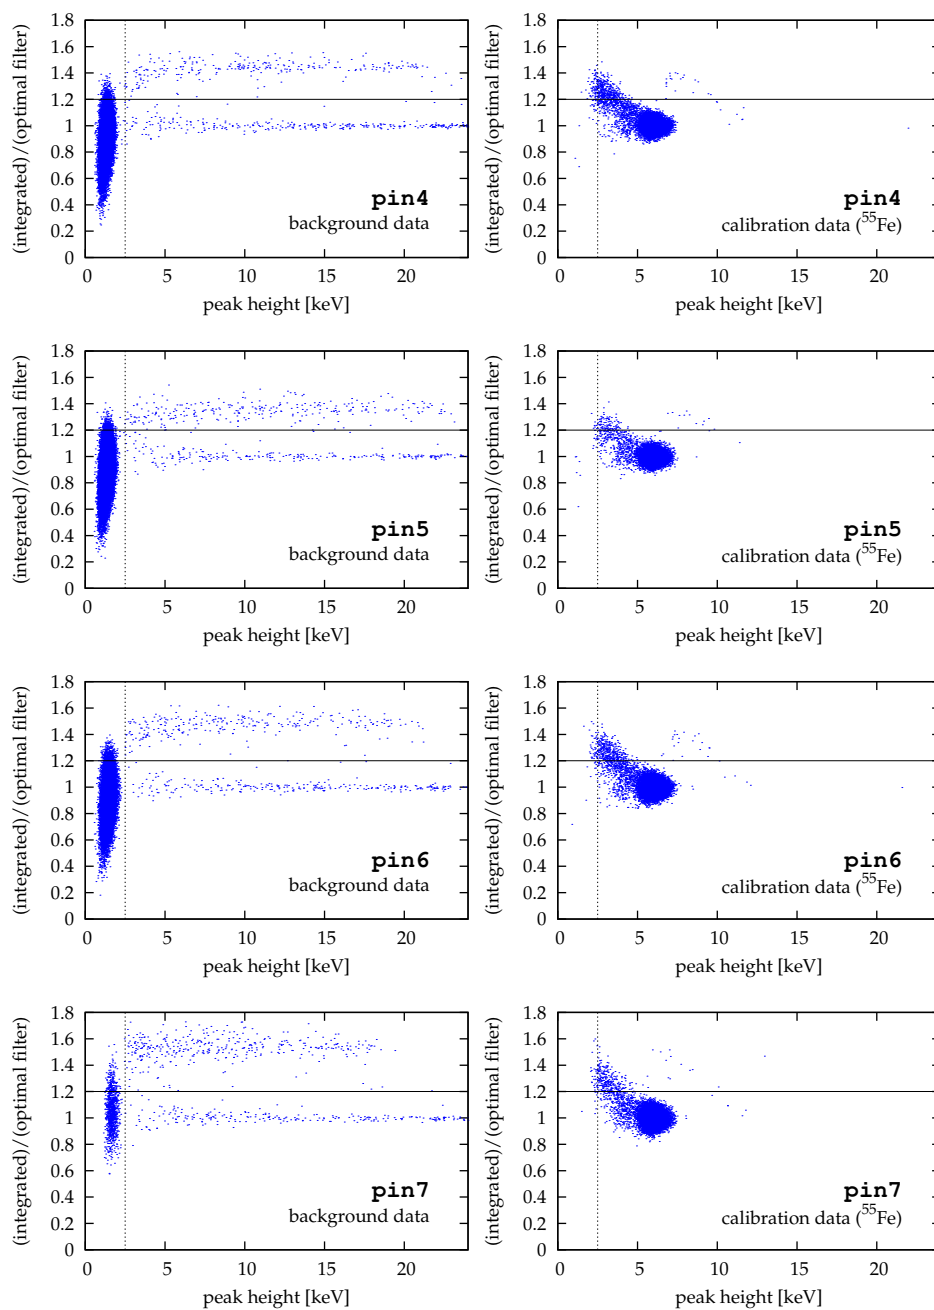 (integrated)/(optimal filter)
1.8
1.6
1.4
1.2
1
0.8
0.6
0.4
0.2
0
0 5 10 15 20
peak height [keV]
pin4
background data
(integrated)/(optimal filter)
1.8
1.6
1.4
1.2
1
0.8
0.6
0.4
0.2
0
0 5 10 15 20
peak height [keV]
pin4
calibration data (⁵⁵Fe)
(integrated)/(optimal filter)
1.8
1.6
1.4
1.2
1
0.8
0.6
0.4
0.2
0
0 5 10 15 20
peak height [keV]
pin5
background data
(integrated)/(optimal filter)
1.8
1.6
1.4
1.2
1
0.8
0.6
0.4
0.2
0
0 5 10 15 20
peak height [keV]
pin5
calibration data (⁵⁵Fe)
(integrated)/(optimal filter)
1.8
1.6
1.4
1.2
1
0.8
0.6
0.4
0.2
0
0 5 10 15 20
peak height [keV]
pin6
background data
(integrated)/(optimal filter)
1.8
1.6
1.4
1.2
1
0.8
0.6
0.4
0.2
0
0 5 10 15 20
peak height [keV]
pin6
calibration data (⁵⁵Fe)
(integrated)/(optimal filter)
1.8
1.6
1.4
1.2
1
0.8
0.6
0.4
0.2
0
0 5 10 15 20
peak height [keV]
pin7
background data
(integrated)/(optimal filter)
1.8
1.6
1.4
1.2
1
0.8
0.6
0.4
0.2
0
0 5 10 15 20
peak height [keV]
pin7
calibration data (⁵⁵Fe)